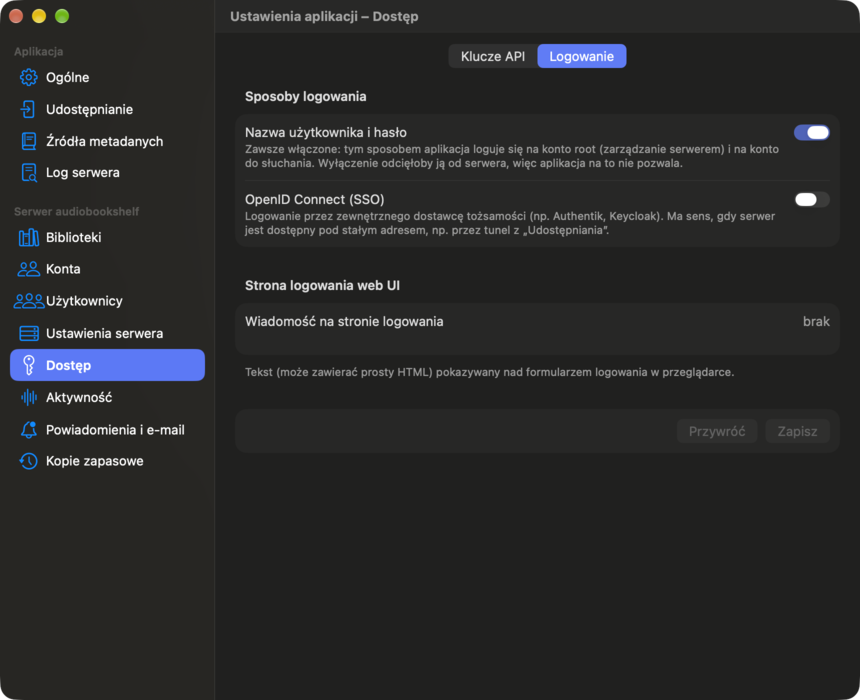 Ustawienia aplikacji – Dostęp
Aplikacja
Ogólne
Udostępnianie
Źródła metadanych
Log serwera
Serwer audiobookshelf
Biblioteki
Konta
Użytkownicy
Ustawienia serwera
Dostęp
Aktywność
Powiadomienia i e-mail
Kopie zapasowe
Klucze API
Logowanie
Sposoby logowania
Nazwa użytkownika i hasło
Zawsze włączone: tym sposobem aplikacja loguje się na konto root (zarządzanie serwerem) i na konto
do słuchania. Wyłączenie odcięłoby ją od serwera, więc aplikacja na to nie pozwala.
OpenID Connect (SSO)
Logowanie przez zewnętrznego dostawcę tożsamości (np. Authentik, Keycloak). Ma sens, gdy serwer
jest dostępny pod stałym adresem, np. przez tunel z „Udostępniania”.
Strona logowania web UI
Wiadomość na stronie logowania
brak
Tekst (może zawierać prosty HTML) pokazywany nad formularzem logowania w przeglądarce.
Przywróć
Zapisz